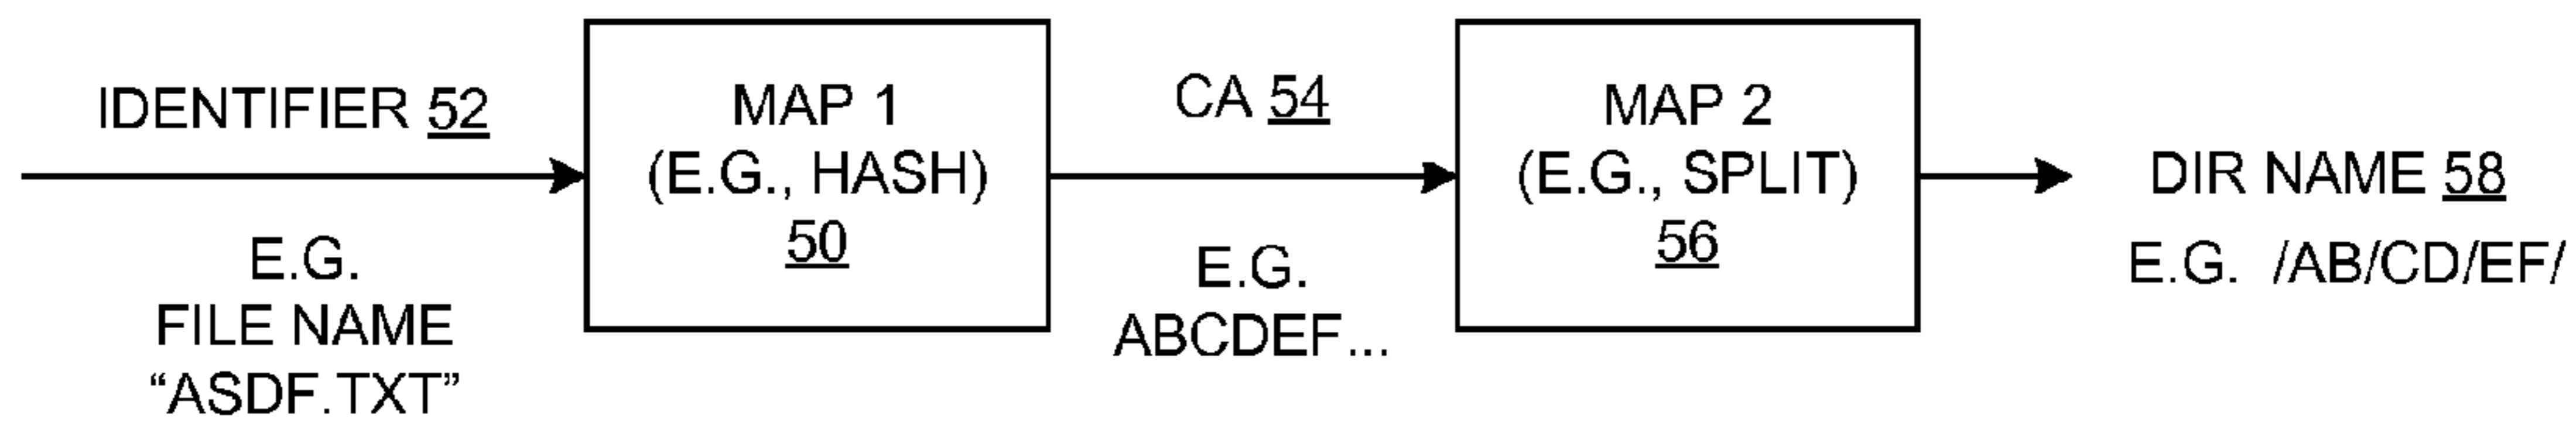 IDENTIFIER 52
E.G.
FILE NAME
“ASDF.TXT”
MAP 1
(E.G., HASH)
50
CA 54
E.G.
ABCDEF...
MAP 2
(E.G., SPLIT)
56
DIR NAME 58
E.G. /AB/CD/EF/